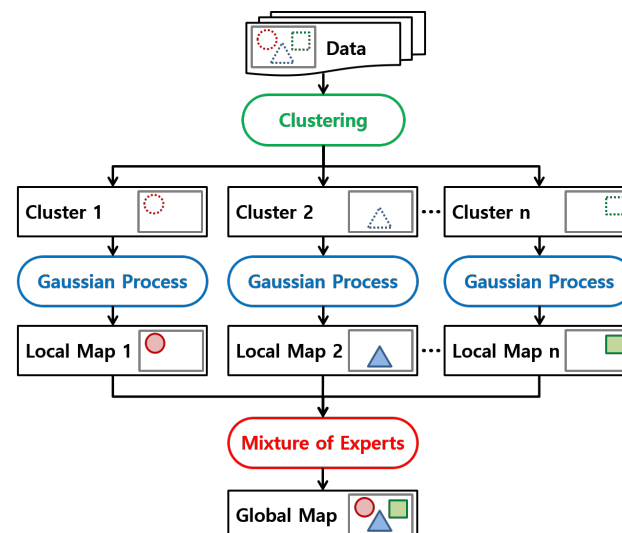 Data
Clustering
Cluster 1
Cluster 2
...
Cluster n
Gaussian Process
Gaussian Process
Gaussian Process
Local Map 1
Local Map 2
...
Local Map n
Mixture of Experts
Global Map